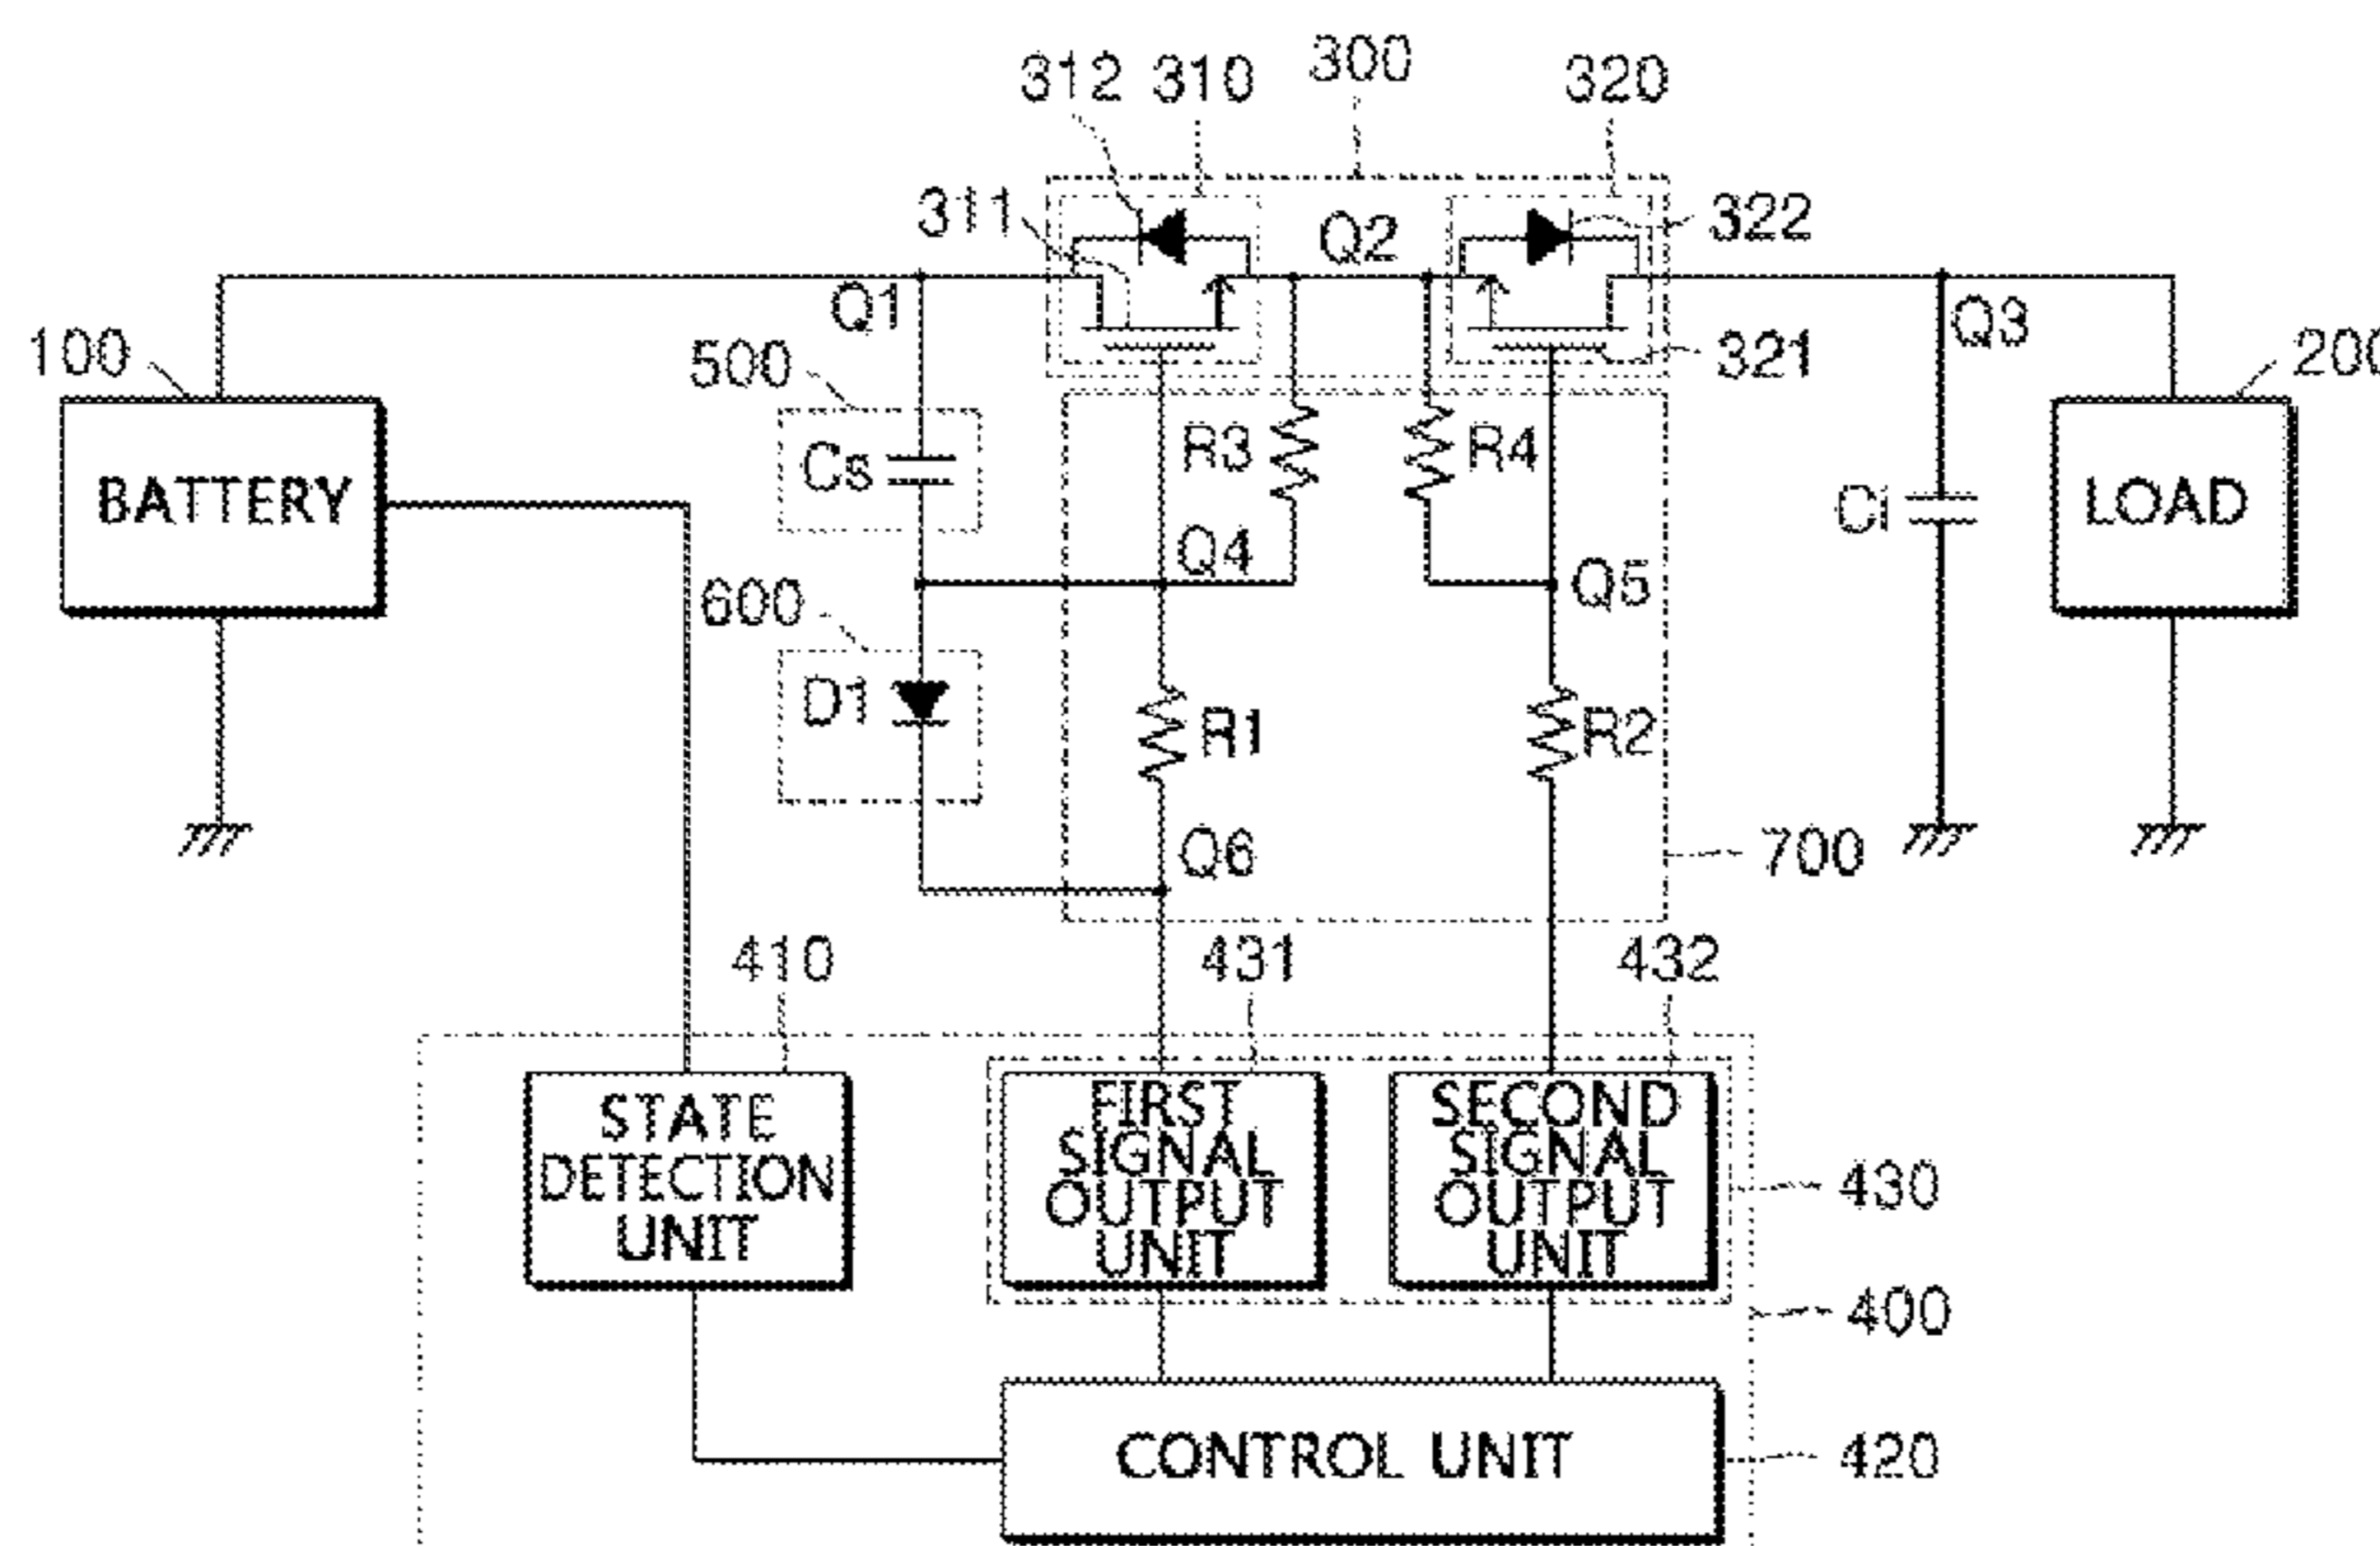 312 310 300 320
311 Q2 322
Q1 Q3
100 500 321 200
BATTERY Cs R3 R4 Ci LOAD
Q4 Q5
600
D1 R1 R2
Q6 700
410 431 432
STATE
DETECTION
UNIT
FIRST
SIGNAL
OUTPUT
UNIT
SECOND
SIGNAL
OUTPUT
UNIT
430
400
CONTROL UNIT 420